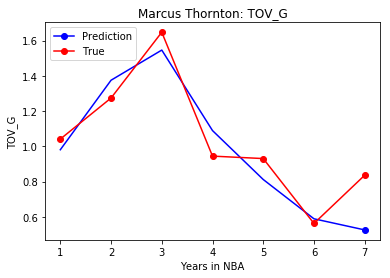 Marcus Thornton: TOV_G
Prediction
True
1.6
1.4
1.2
1.0
0.8
0.6
TOV_G
1 2 3 4 5 6 7
Years in NBA